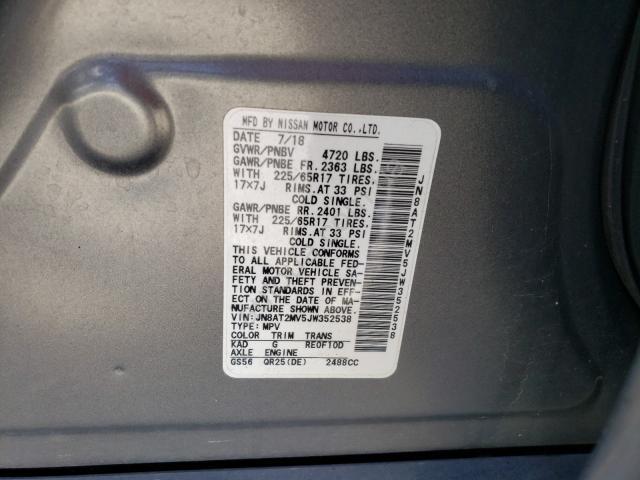 MFD BY NISSAN MOTOR CO.,LTD.
DATE 7/18
GVWR/PNBV 4720 LBS.
GAWR/PNBE FR. 2363 LBS.
WITH 225/65R17 TIRES,
17×7J RIMS.AT 33 PSI
COLD SINGLE.
GAWR/PNBE RR. 2401 LBS.
WITH 225/65R17 TIRES,
17×7J RIMS.AT 33 PSI
COLD SINGLE.
THIS VEHICLE CONFORMS
TO ALL APPLICABLE FED-
ERAL MOTOR VEHICLE SA-
FETY AND THEFT PREVEN-
TION STANDARDS IN EFF-
ECT ON THE DATE OF MA-
NUFACTURE SHOWN ABOVE.
VIN:JN8AT2MV5JW352538
TYPE:MPV
COLOR TRIM TRANS
KAD G RE0F10D
AXLE ENGINE
GS56 QR25(DE) 2488CC
JN8AT2MV5JW352538